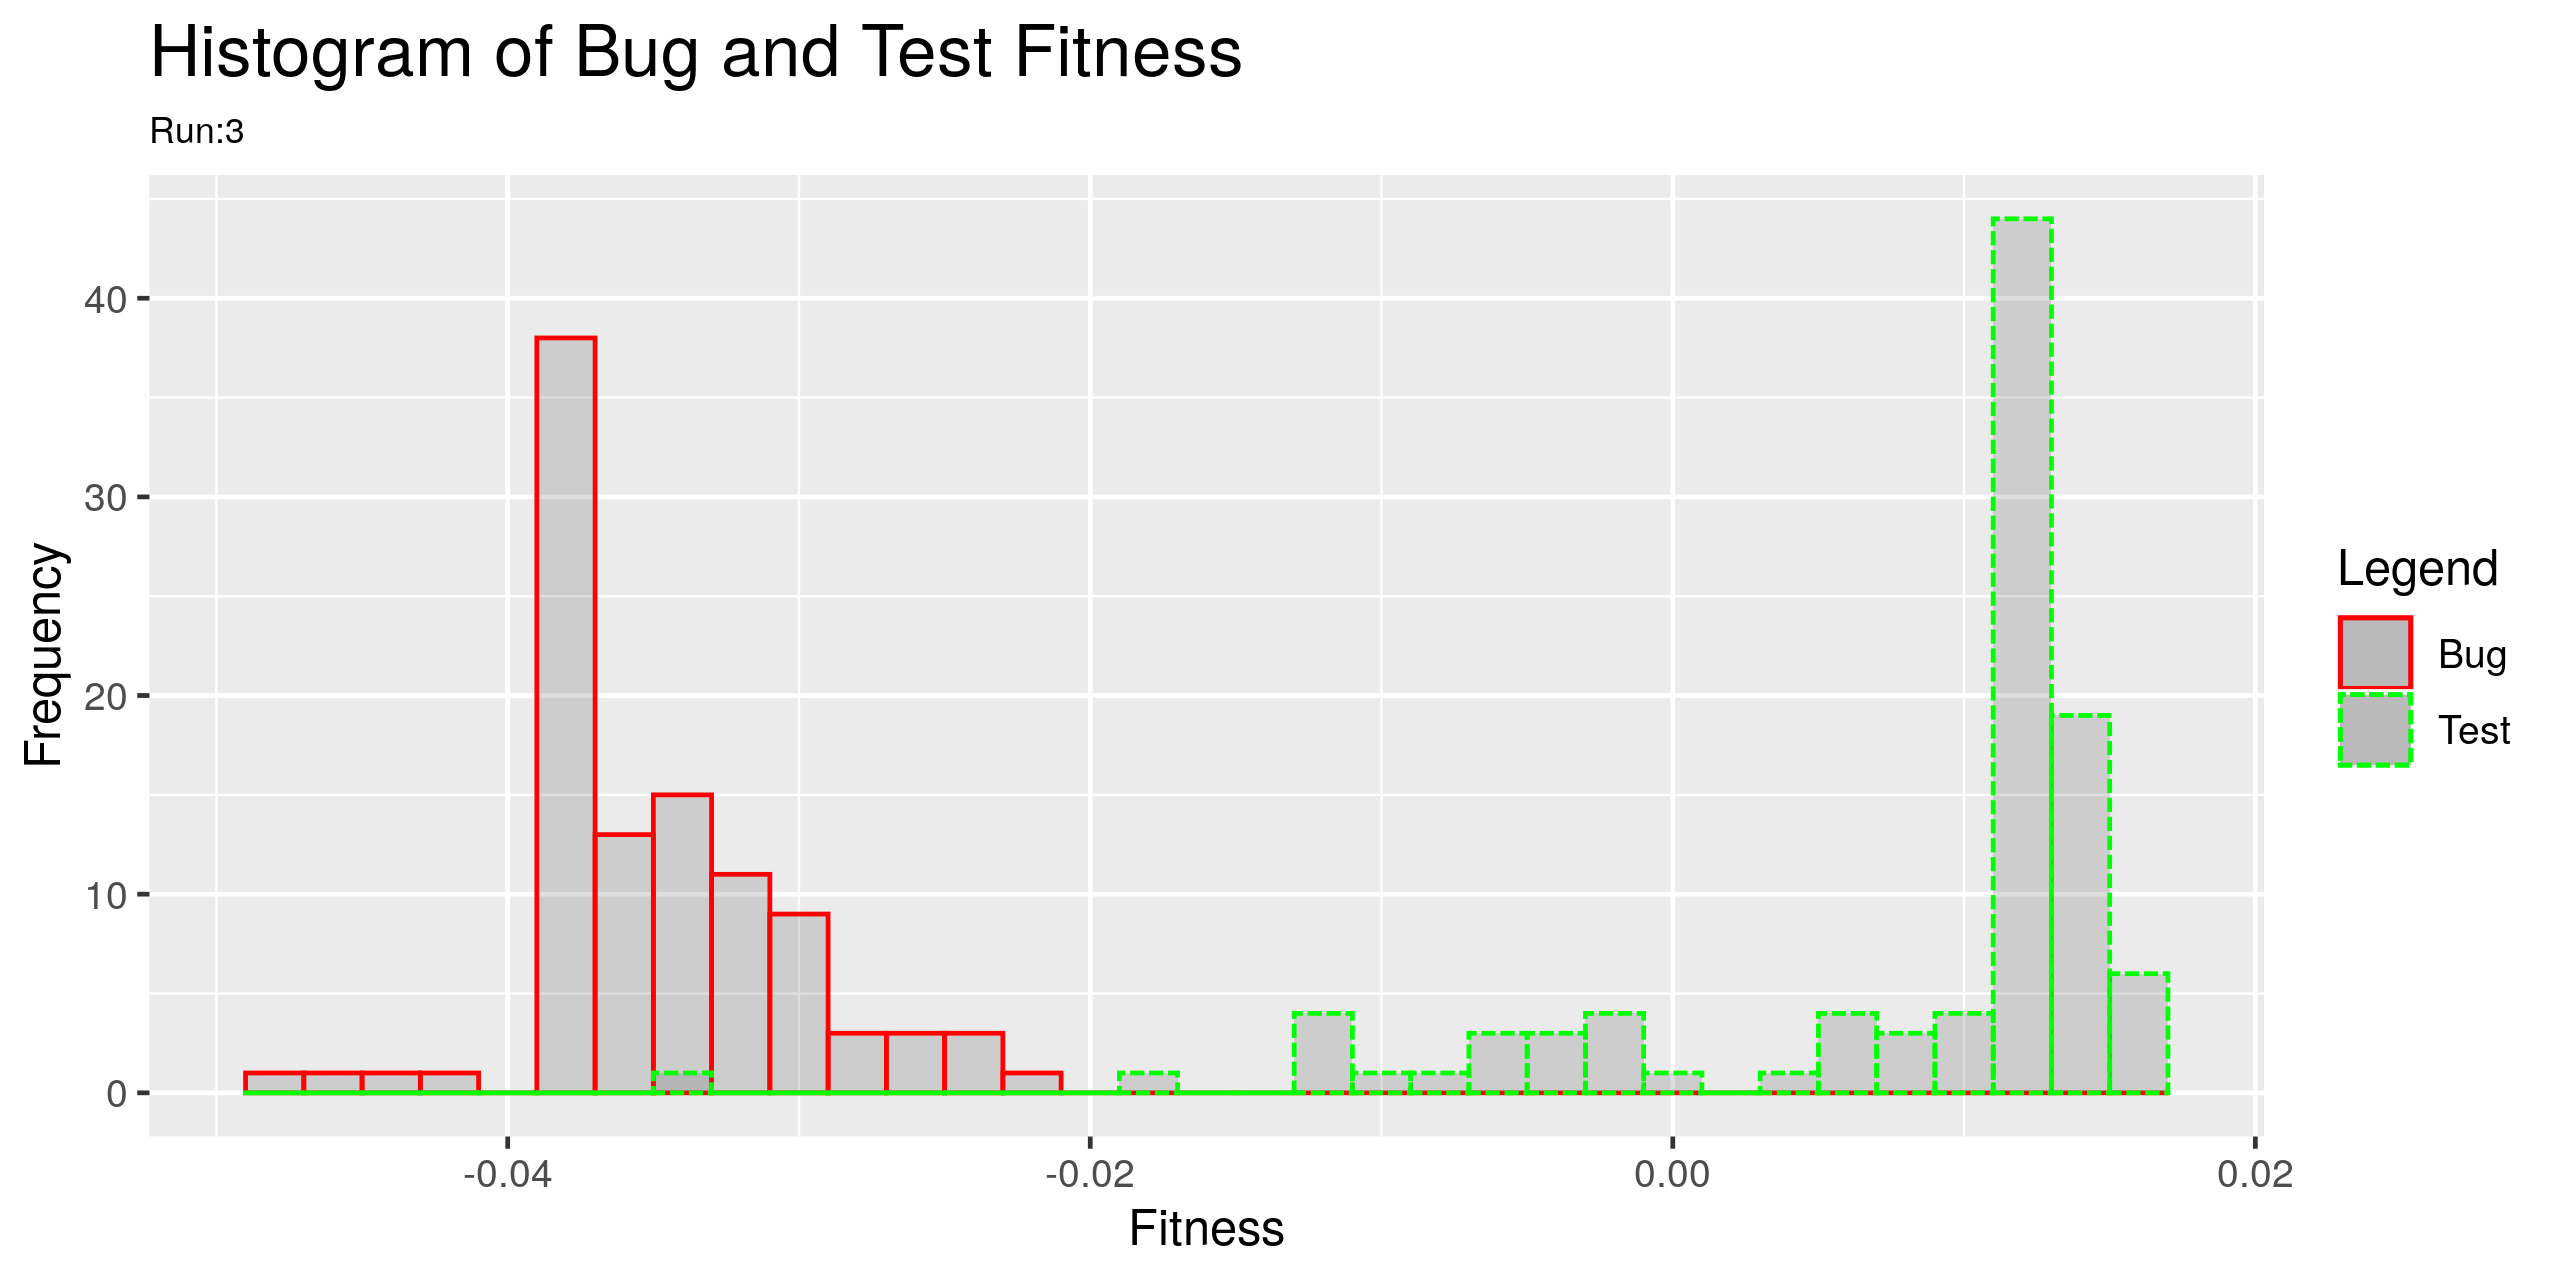 Histogram of Bug and Test Fitness
Run:3
Frequency
40
30
20
10
0
-0.04
-0.02
0.00
0.02
Fitness
Legend
Bug
Test